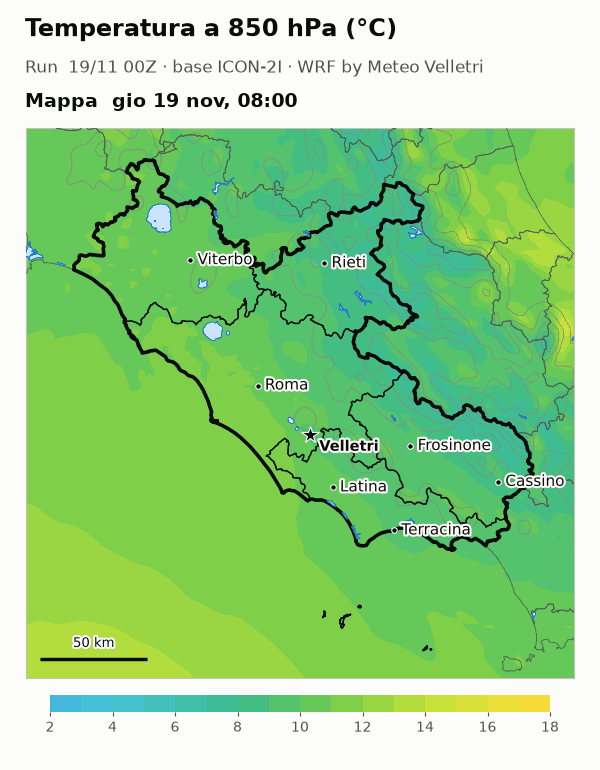 Temperatura a 850 hPa (°C)
Run  19/11 00Z · base ICON-2I · WRF by Meteo Velletri
Mappa  gio 19 nov, 08:00
Viterbo
Rieti
Roma
Velletri
Frosinone
Cassino
Latina
Terracina
50 km
2 4 6 8 10 12 14 16 18